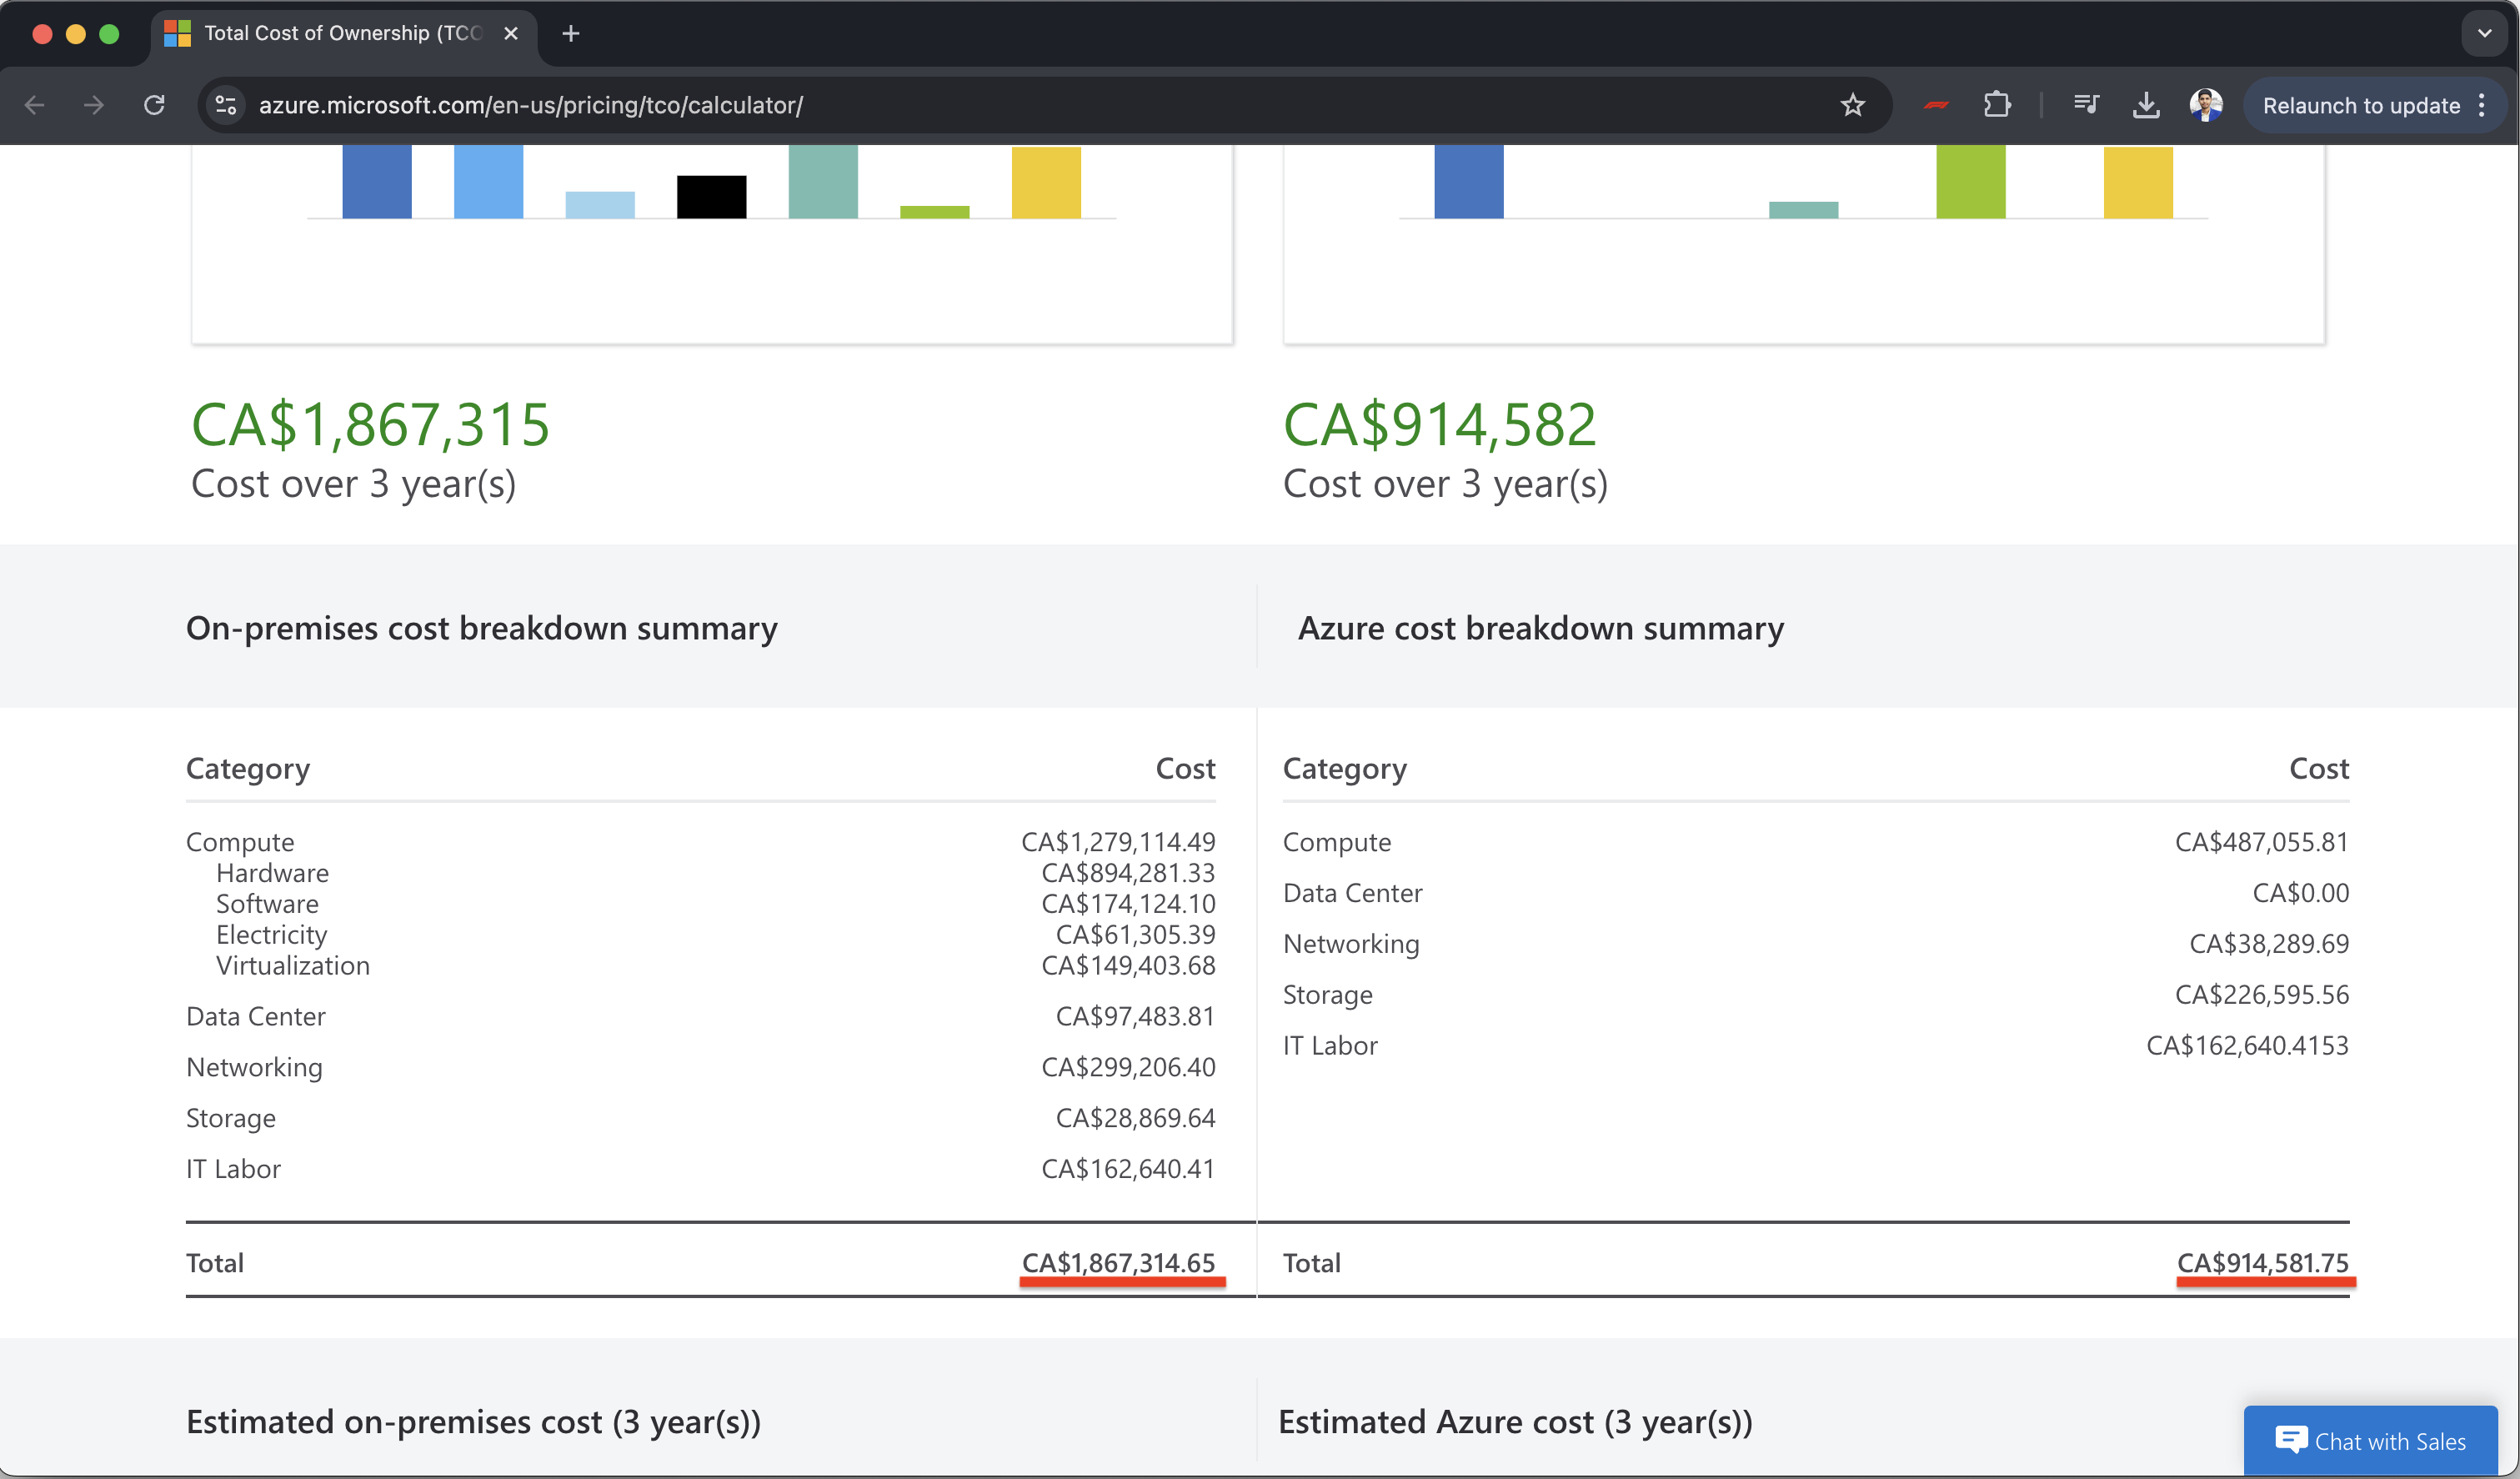 Total Cost of Ownership (TCO
azure.microsoft.com/en-us/pricing/tco/calculator/
Relaunch to update
CA$1,867,315
Cost over 3 year(s)
CA$914,582
Cost over 3 year(s)
On-premises cost breakdown summary
Azure cost breakdown summary
Category Cost
Compute CA$1,279,114.49
Hardware CA$894,281.33
Software CA$174,124.10
Electricity CA$61,305.39
Virtualization CA$149,403.68
Data Center CA$97,483.81
Networking CA$299,206.40
Storage CA$28,869.64
IT Labor CA$162,640.41
Total CA$1,867,314.65
Category Cost
Compute CA$487,055.81
Data Center CA$0.00
Networking CA$38,289.69
Storage CA$226,595.56
IT Labor CA$162,640.4153
Total CA$914,581.75
Estimated on-premises cost (3 year(s))
Estimated Azure cost (3 year(s))
Chat with Sales